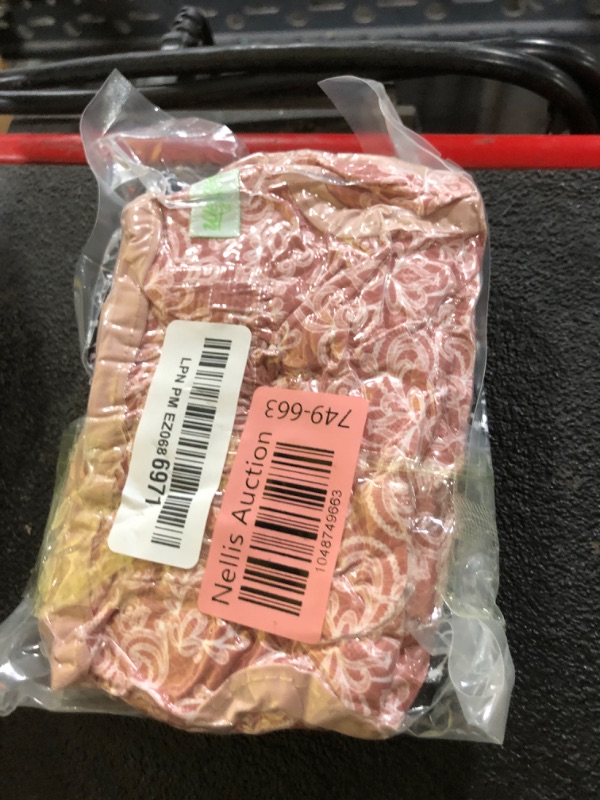 LPN PM EZ068 6971
Nellis Auction
1048749663
749-663